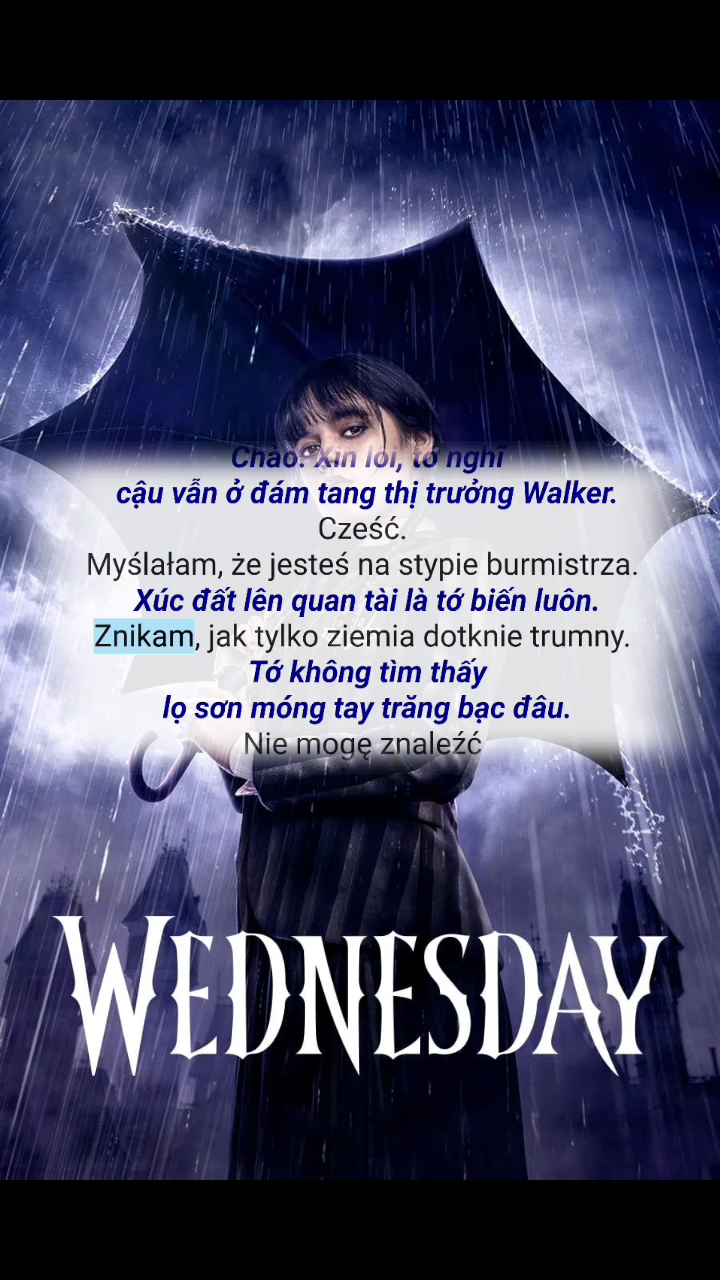 Chào! Xin lỗi, tớ nghĩ
cậu vẫn ở đám tang thị trưởng Walker.
Cześć.
Myślałam, że jesteś na stypie burmistrza.
Xúc đất lên quan tài là tớ biến luôn.
Znikam, jak tylko ziemia dotknie trumny.
Tớ không tìm thấy
lọ sơn móng tay trăng bạc đâu.
Nie mogę znaleźć
WEDNESDAY